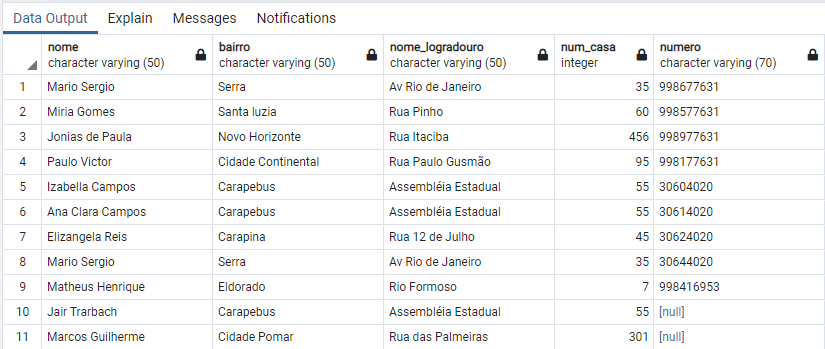 Data Output Explain Messages Notifications
nome bairro nome_logradouro num_casa numero
character varying (50) character varying (50) character varying (50) integer character varying (70)
1 Mario Sergio Serra Av Rio de Janeiro 35 998677631
2 Miria Gomes Santa luzia Rua Pinho 60 998577631
3 Jonias de Paula Novo Horizonte Rua Itaciba 456 998977631
4 Paulo Victor Cidade Continental Rua Paulo Gusmão 95 998177631
5 Izabella Campos Carapebus Assembléia Estadual 55 30604020
6 Ana Clara Campos Carapebus Assembléia Estadual 55 30614020
7 Elizangela Reis Carapina Rua 12 de Julho 45 30624020
8 Mario Sergio Serra Av Rio de Janeiro 35 30644020
9 Matheus Henrique Eldorado Rio Formoso 7 998416953
10 Jair Trarbach Carapebus Assembléia Estadual 55 [null]
11 Marcos Guilherme Cidade Pomar Rua das Palmeiras 301 [null]